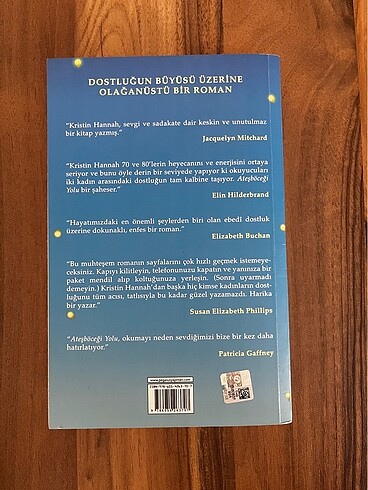 DOSTLUĞUN BÜYÜSÜ ÜZERİNE
OLAĞANÜSTÜ BİR ROMAN
“Kristin Hannah, sevgi ve sadakate dair keskin ve unutulmaz
bir kitap yazmış.”
Jacquelyn Mitchard
“Kristin Hannah 70 ve 80’lerin heyecanını ve enerjisini ortaya
seriyor ve bunu öyle derin bir seviyede yapıyor ki okuyucuları
iki kadın arasındaki dostluğun tam kalbine taşıyor. Ateşböceği
Yolu bir şaheser.”
Elin Hilderbrand
“Hayatımızdaki en önemli şeylerden biri olan ebedî dostluk
üzerine dokunaklı, enfes bir roman.”
Elizabeth Buchan
“Bu muhteşem romanın sayfalarını çok hızlı geçmek istemeye-
ceksiniz. Kapıyı kilitleyin, telefonunuzu kapatın ve yanınıza bir
paket mendil alıp koltuğunuza yerleşin. (Sonra uyarmadı
demeyin.) Kristin Hannah’dan başka hiç kimse kadınların dost-
luğunu tüm acısı, tatlısıyla bu kadar güzel yazamazdı. Harika
bir yazar.”
Susan Elizabeth Phillips
“Ateşböceği Yolu, okumayı neden sevdiğimizi bize bir kez daha
hatırlatıyor.”
Patricia Gaffney
www.pegasusyayinlari.com